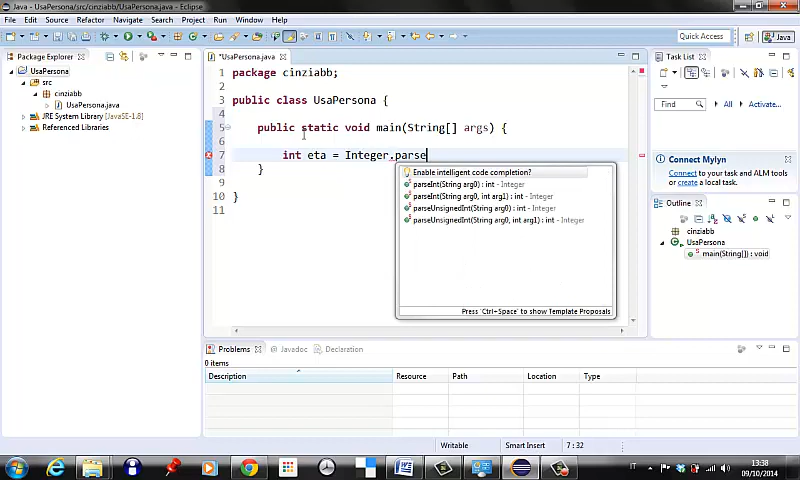 Java - UsaPersona/src/cinziabb/UsaPersona.java - Eclipse
File Edit Source Refactor Navigate Search Project Run Window Help
Quick Access
Java
Package Explorer
UsaPersona
src
cinziabb
UsaPersona.java
JRE System Library [JavaSE-1.8]
Referenced Libraries
*UsaPersona.java
1 package cinziabb;
2
3 public class UsaPersona {
4
5 public static void main(String[] args) {
6
7 int eta = Integer.parse
8 }
9
10 }
11
Enable intelligent code completion?
parseInt(String arg0) : int - Integer
parseInt(String arg0, int arg1) : int - Integer
parseUnsignedInt(String arg0) : int - Integer
parseUnsignedInt(String arg0, int arg1) : int - Integer
Press 'Ctrl+Space' to show Template Proposals
Task List
Find
All
Activate...
Connect Mylyn
Connect to your task and ALM tools
or create a local task.
Outline
cinziabb
UsaPersona
main(String[]) : void
Problems
Javadoc
Declaration
0 items
Description Resource Path Location Type
Writable
Smart Insert
7 : 32
IT
13:38
09/10/2014